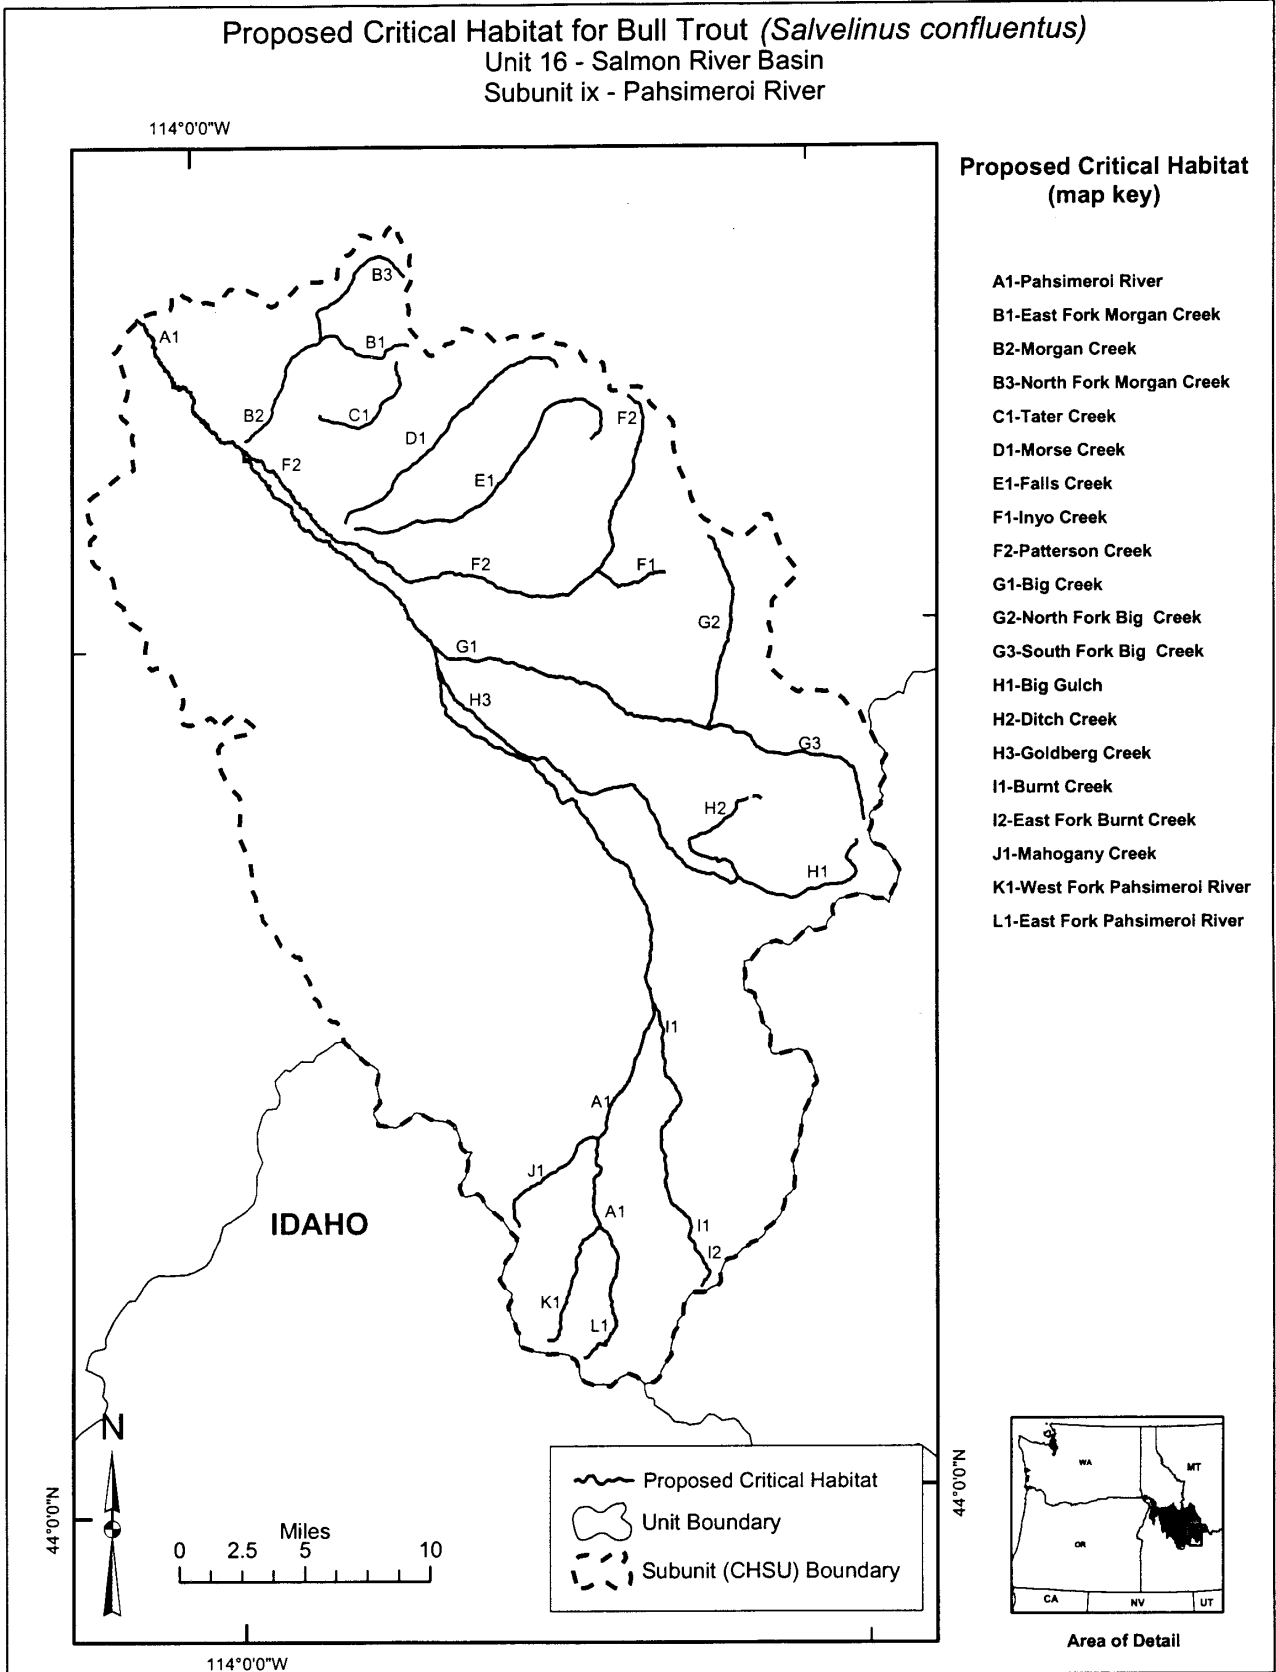 Proposed Critical Habitat for Bull Trout (Salvelinus confluentus)
Unit 16 - Salmon River Basin
Subunit ix - Pahsimeroi River
114°0'0"W
Proposed Critical Habitat
(map key)
A1-Pahsimeroi River
B1-East Fork Morgan Creek
B2-Morgan Creek
B3-North Fork Morgan Creek
C1-Tater Creek
D1-Morse Creek
E1-Falls Creek
F1-Inyo Creek
F2-Patterson Creek
G1-Big Creek
G2-North Fork Big Creek
G3-South Fork Big Creek
H1-Big Gulch
H2-Ditch Creek
H3-Goldberg Creek
I1-Burnt Creek
I2-East Fork Burnt Creek
J1-Mahogany Creek
K1-West Fork Pahsimeroi River
L1-East Fork Pahsimeroi River
B3
A1
B1
B2
C1
D1
F2
F2
E1
F2
F1
G2
G1
H3
G3
H2
H1
I1
A1
J1
A1
I1
I2
K1
L1
IDAHO
N
44°0'0"N
Miles
0 2.5 5 10
Proposed Critical Habitat
Unit Boundary
Subunit (CHSU) Boundary
44°0'0"N
WA
MT
OR
CA
NV
UT
Area of Detail
114°0'0"W